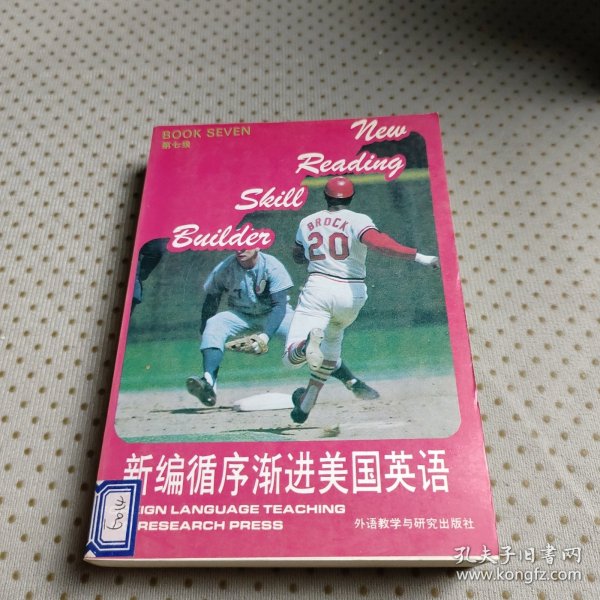 BOOK SEVEN
第七级
New
Reading
Skill
Builder
BROCK
20
新编循序渐进美国英语
EIGN LANGUAGE TEACHING
RESEARCH PRESS
外语教学与研究出版社
孔夫子旧书网
www.kongfz.com